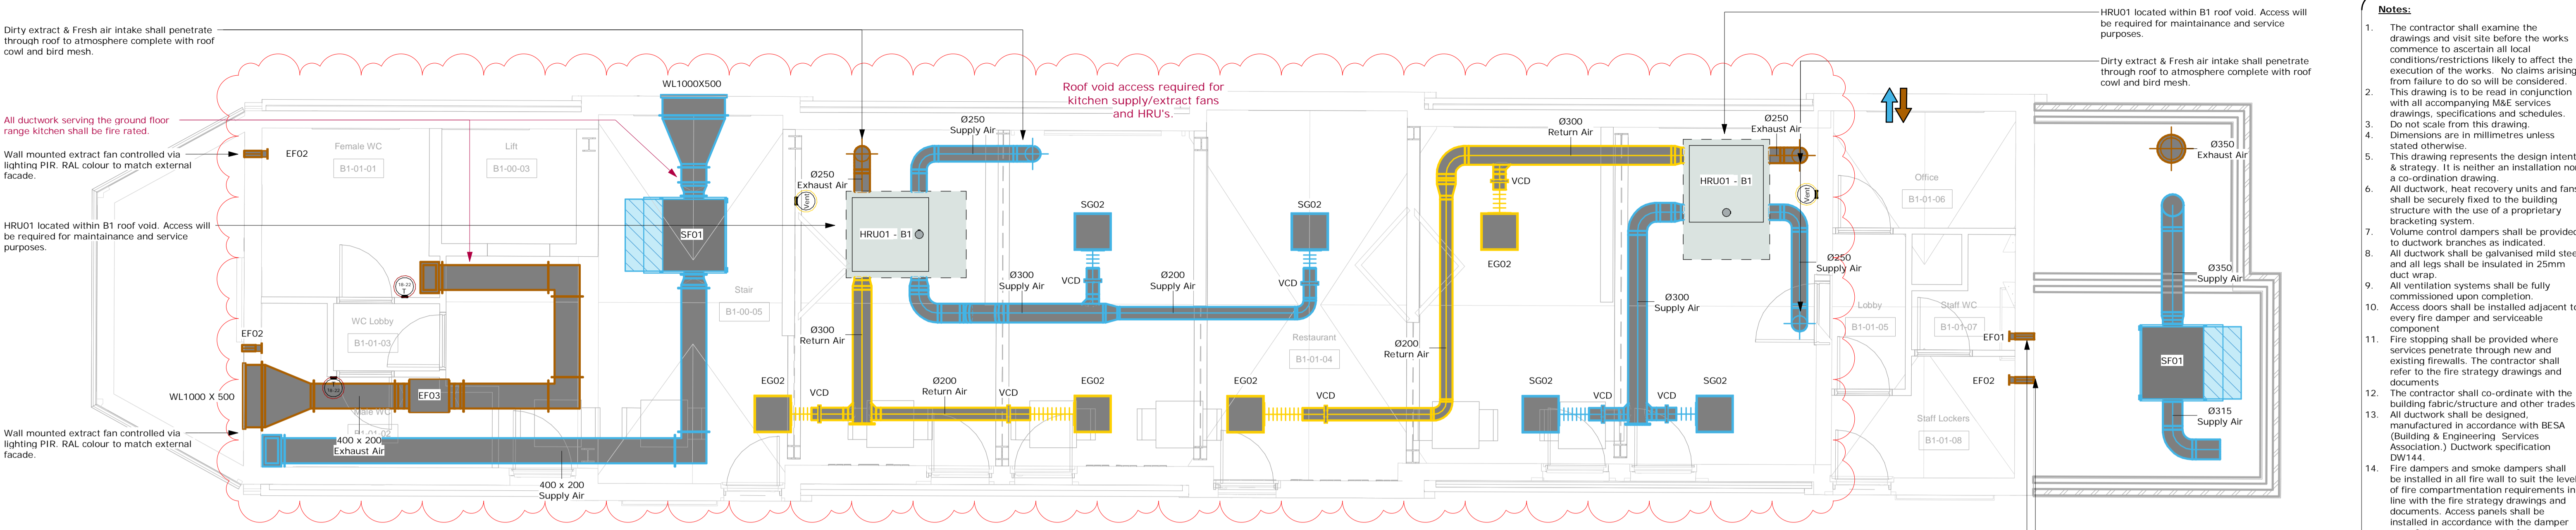 Dirty extract & Fresh air intake shall penetrate
through roof to atmosphere complete with roof
cowl and bird mesh.
All ductwork serving the ground floor
range kitchen shall be fire rated.
Wall mounted extract fan controlled via
lighting PIR. RAL colour to match external
facade.
HRU01 located within B1 roof void. Access will
be required for maintainance and service
purposes.
Wall mounted extract fan controlled via
lighting PIR. RAL colour to match external
facade.
EF02
Female WC
B1-01-01
Lift
B1-00-03
WL1000X500
SF01
Stair
B1-00-05
18-22
T
WC Lobby
B1-01-03
EF02
WL1000 X 500
T
18-22
EF03
Male WC
B1-01-02
400 x 200
Exhaust Air
400 x 200
Supply Air
Ø250
Exhaust Air
Vent
HRU01 - B1
Ø250
Supply Air
Roof void access required for
kitchen supply/extract fans
and HRU's.
SG02
VCD
Ø300
Supply Air
Ø200
Supply Air
SG02
VCD
Ø300
Return Air
EG02
VCD
Ø200
Return Air
VCD
EG02
Restaurant
B1-01-04
EG02
VCD
Ø200
Return Air
Ø300
Return Air
VCD
EG02
Ø250
Exhaust Air
HRU01 - B1
Vent
Ø250
Supply Air
Ø300
Supply Air
SG02
VCD
VCD
SG02
HRU01 located within B1 roof void. Access will
be required for maintainance and service
purposes.
Dirty extract & Fresh air intake shall penetrate
through roof to atmosphere complete with roof
cowl and bird mesh.
Office
B1-01-06
Lobby
B1-01-05
Staff WC
B1-01-07
EF01
EF02
Staff Lockers
B1-01-08
Ø350
Exhaust Air
Ø350
Supply Air
SF01
Ø315
Supply Air
Notes:
1. The contractor shall examine the
drawings and visit site before the works
commence to ascertain all local
conditions/restrictions likely to affect the
execution of the works. No claims arising
from failure to do so will be considered.
2. This drawing is to be read in conjunction
with all accompanying M&E services
drawings, specifications and schedules.
3. Do not scale from this drawing.
4. Dimensions are in millimetres unless
stated otherwise.
5. This drawing represents the design intent
& strategy. It is neither an installation nor
a co-ordination drawing.
6. All ductwork, heat recovery units and fans
shall be securely fixed to the building
structure with the use of a proprietary
bracketing system.
7. Volume control dampers shall be provided
to ductwork branches as indicated.
8. All ductwork shall be galvanised mild steel
and all legs shall be insulated in 25mm
duct wrap.
9. All ventilation systems shall be fully
commissioned upon completion.
10. Access doors shall be installed adjacent to
every fire damper and serviceable
component
11. Fire stopping shall be provided where
services penetrate through new and
existing firewalls. The contractor shall
refer to the fire strategy drawings and
documents
12. The contractor shall co-ordinate with the
building fabric/structure and other trades
13. All ductwork shall be designed,
manufactured in accordance with BESA
(Building & Engineering Services
Association.) Ductwork specification
DW144.
14. Fire dampers and smoke dampers shall
be installed in all fire wall to suit the level
of fire compartmentation requirements in
line with the fire strategy drawings and
documents. Access panels shall be
installed in accordance with the damper